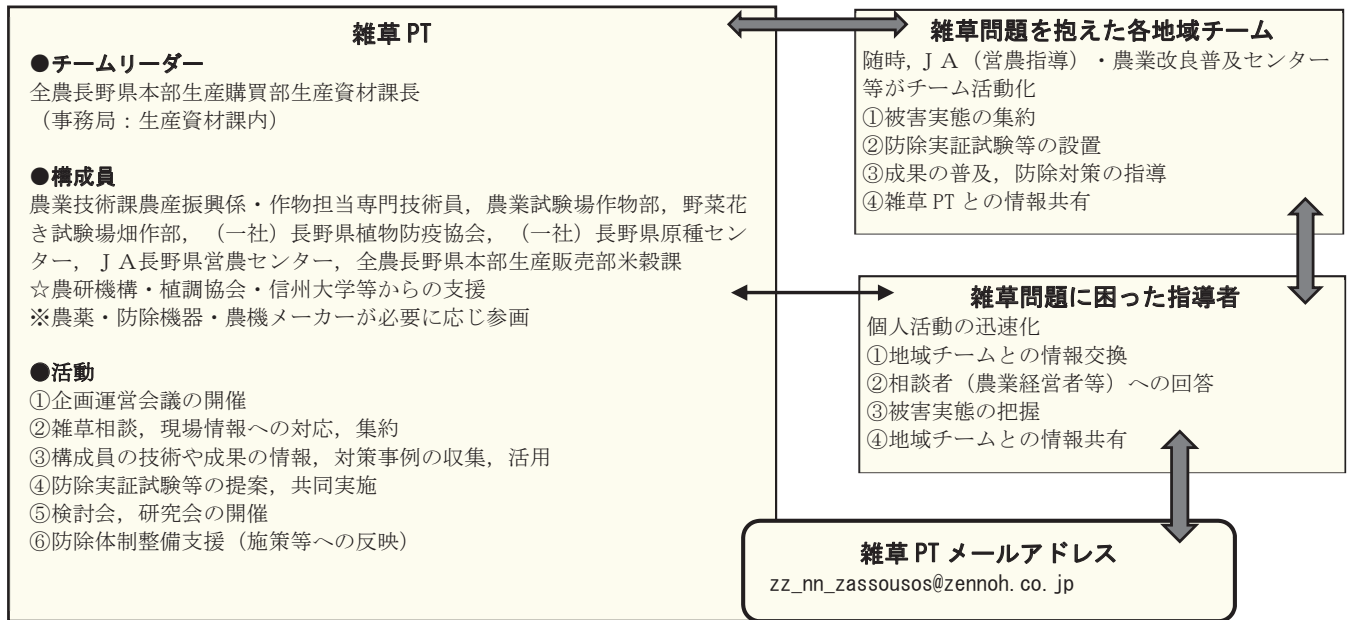 雑草 PT
●チームリーダー
全農長野県本部生産購買部生産資材課長
（事務局：生産資材課内）
●構成員
農業技術課農産振興係・作物担当専門技術員，農業試験場作物部，野菜花
き試験場畑作部，（一社）長野県植物防疫協会，（一社）長野県原種セン
ター，ＪＡ長野県営農センター，全農長野県本部生産販売部米穀課
☆農研機構・植調協会・信州大学等からの支援
※農薬・防除機器・農機メーカーが必要に応じ参画
●活動
①企画運営会議の開催
②雑草相談，現場情報への対応，集約
③構成員の技術や成果の情報，対策事例の収集，活用
④防除実証試験等の提案，共同実施
⑤検討会，研究会の開催
⑥防除体制整備支援（施策等への反映）
雑草問題を抱えた各地域チーム
随時，ＪＡ（営農指導）・農業改良普及センター
等がチーム活動化
①被害実態の集約
②防除実証試験等の設置
③成果の普及，防除対策の指導
④雑草 PT との情報共有
雑草問題に困った指導者
個人活動の迅速化
①地域チームとの情報交換
②相談者（農業経営者等）への回答
③被害実態の把握
④地域チームとの情報共有
雑草 PT メールアドレス
zz_nn_zassousos@zennoh.co.jp